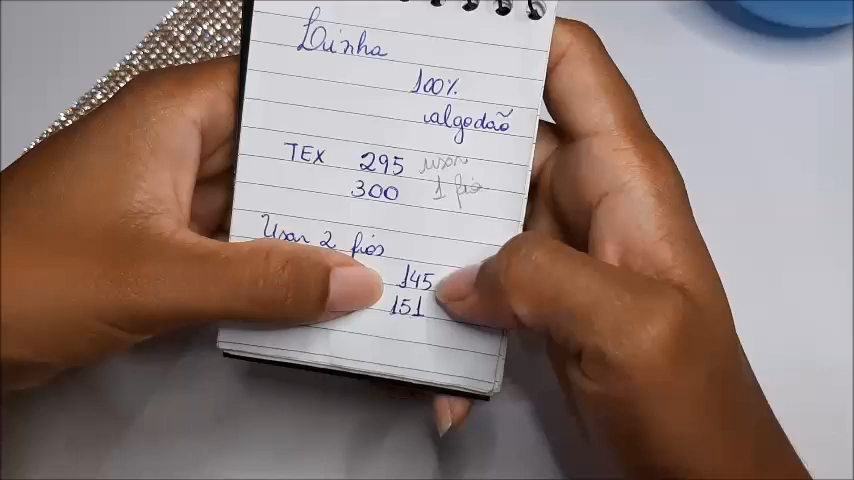 Linha
100%
algodão
TEX 295 usar
300 1 fio
Usar 2 fios
145
151